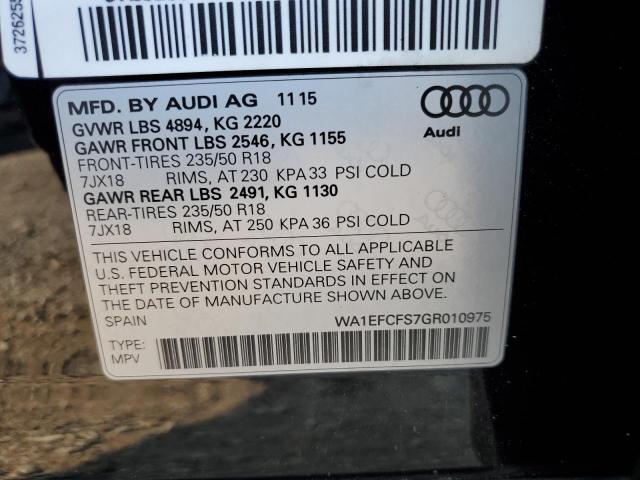 3726255
MFD. BY AUDI AG 11 15
GVWR LBS 4894, KG 2220
GAWR FRONT LBS 2546, KG 1155
FRONT-TIRES 235/50 R18
7JX18 RIMS, AT 230 KPA 33 PSI COLD
GAWR REAR LBS 2491, KG 1130
REAR-TIRES 235/50 R18
7JX18 RIMS, AT 250 KPA 36 PSI COLD
Audi
THIS VEHICLE CONFORMS TO ALL APPLICABLE
U.S. FEDERAL MOTOR VEHICLE SAFETY AND
THEFT PREVENTION STANDARDS IN EFFECT ON
THE DATE OF MANUFACTURE SHOWN ABOVE.
SPAIN WA1EFCFS7GR010975
TYPE:
MPV